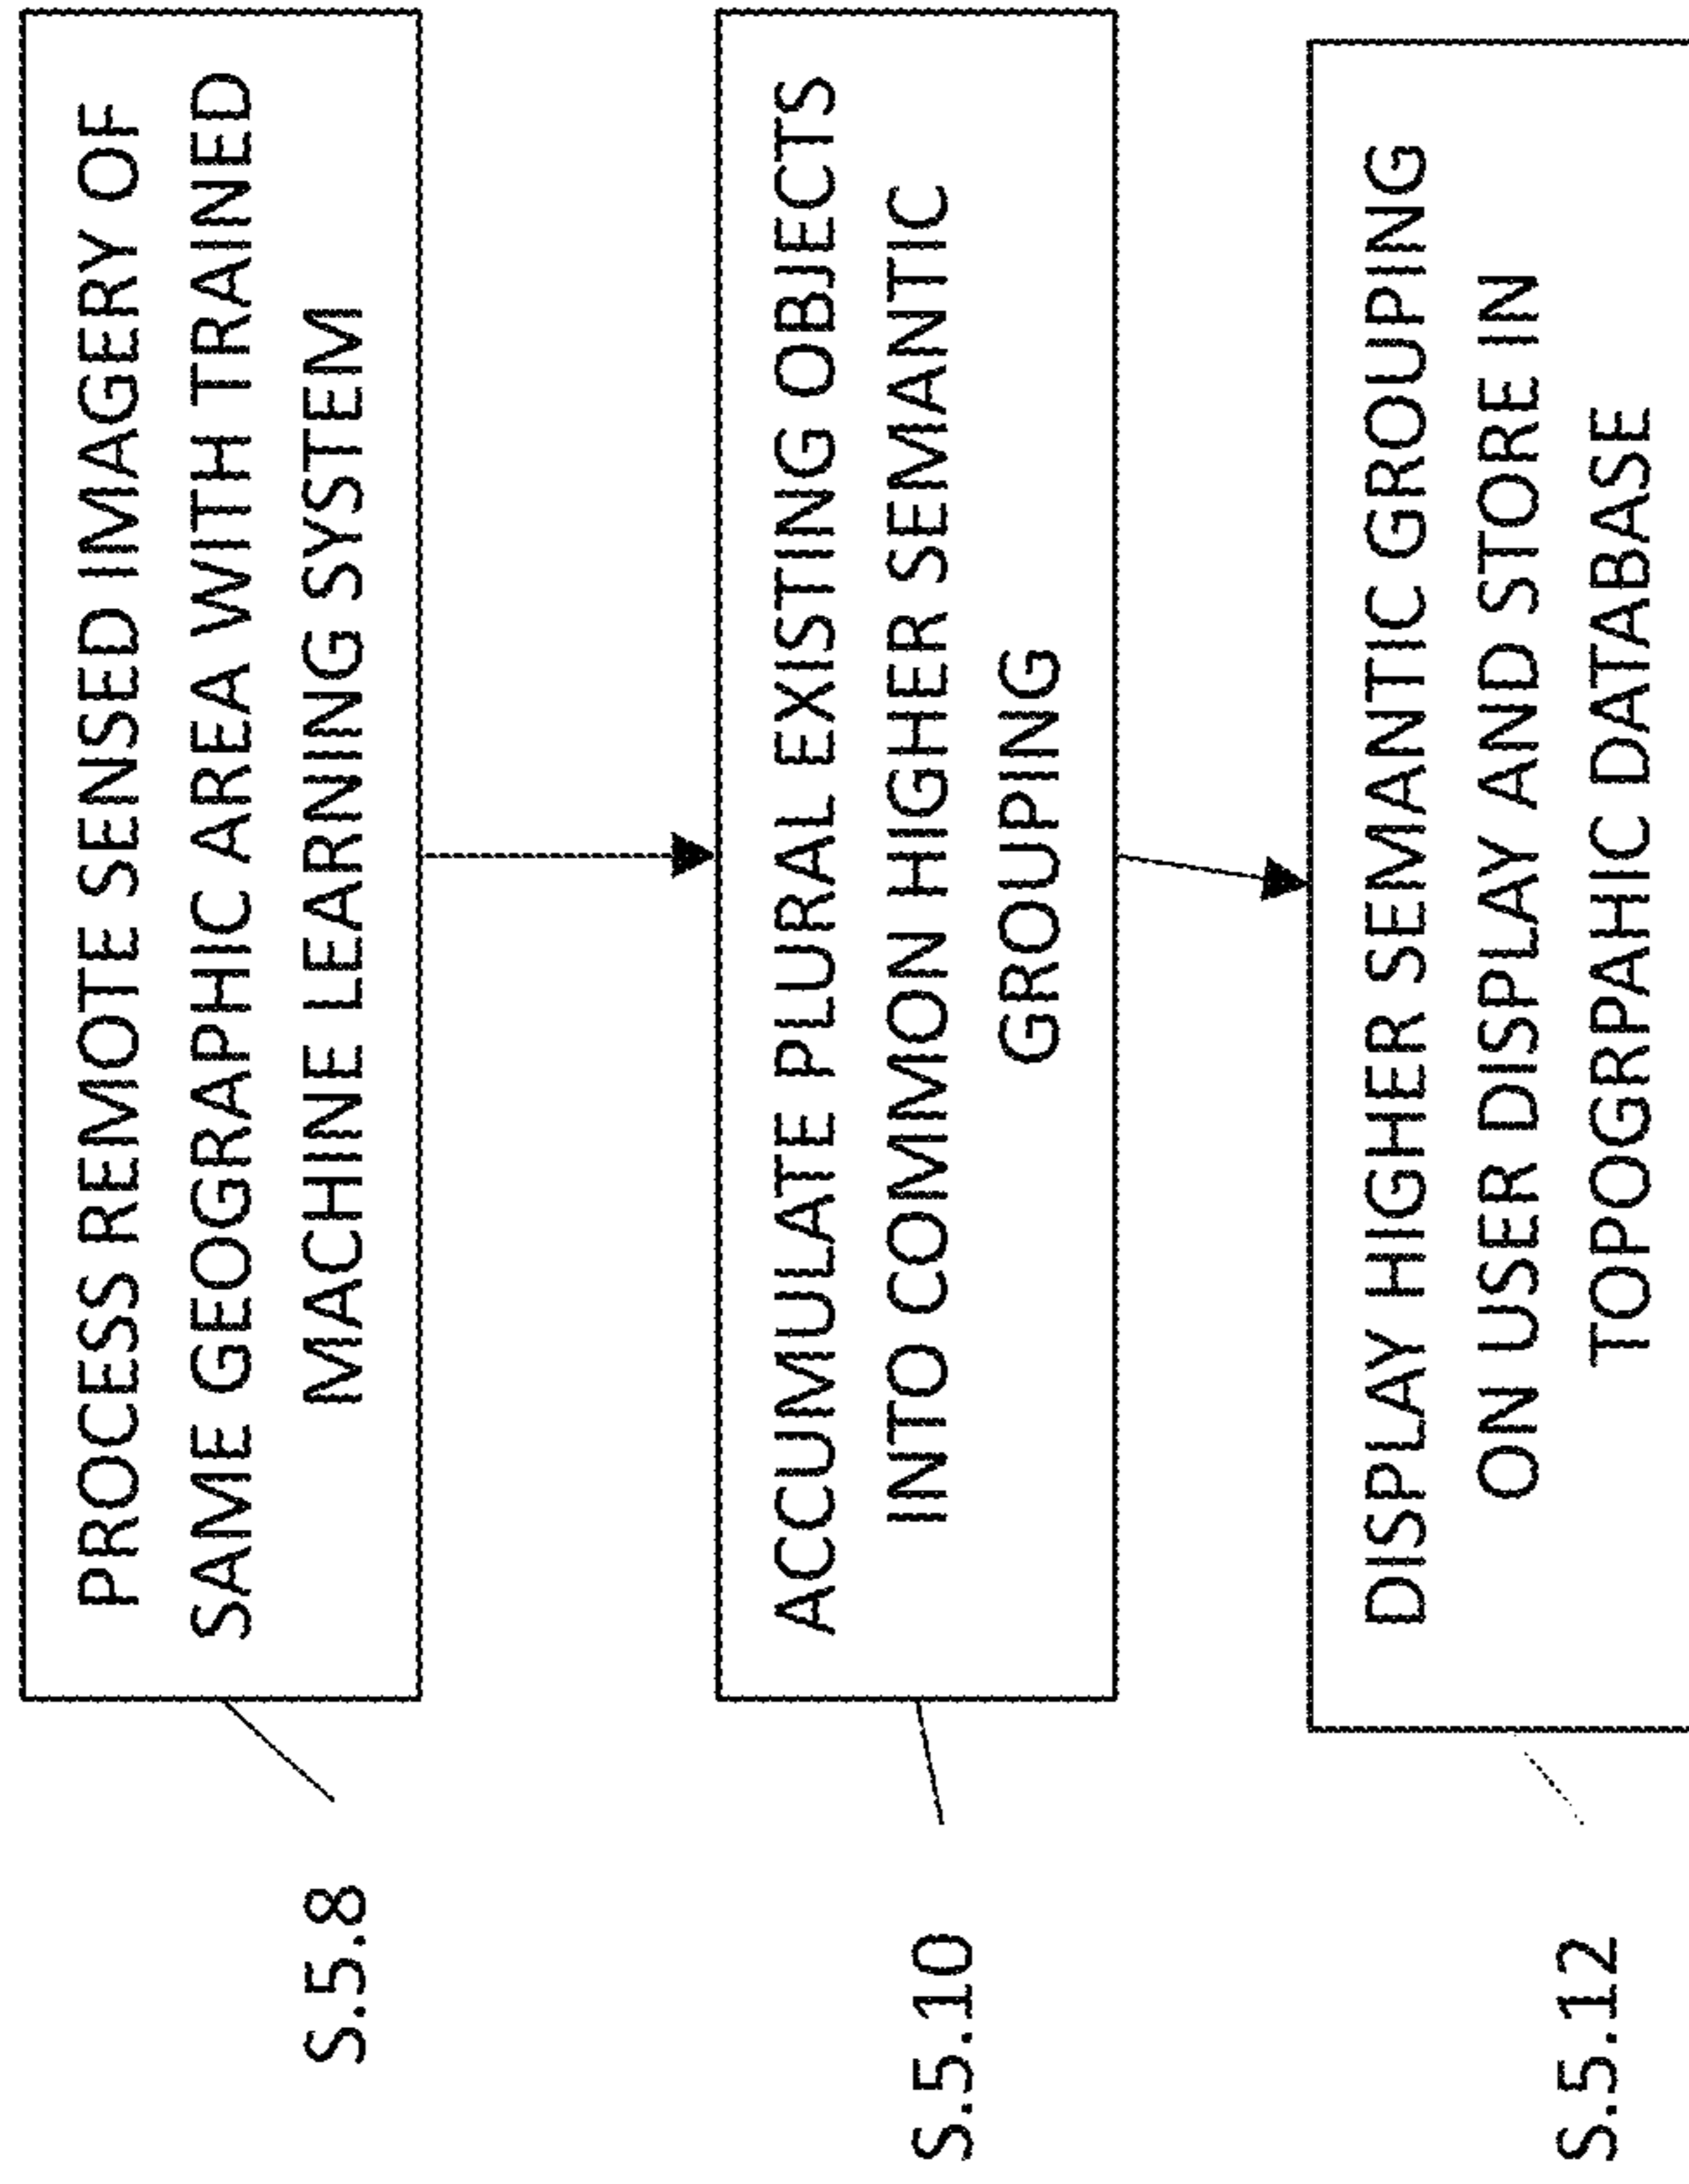 PROCESS REMOTE SENSED IMAGERY OF
SAME GEOGRAPHIC AREA WITH TRAINED
MACHINE LEARNING SYSTEM
S.5.8
ACCUMULATE PLURAL EXISTING OBJECTS
INTO COMMON HIGHER SEMANTIC
GROUPING
S.5.10
DISPLAY HIGHER SEMANTIC GROUPING
ON USER DISPLAY AND STORE IN
TOPOGRPAHIC DATABASE
S.5.12